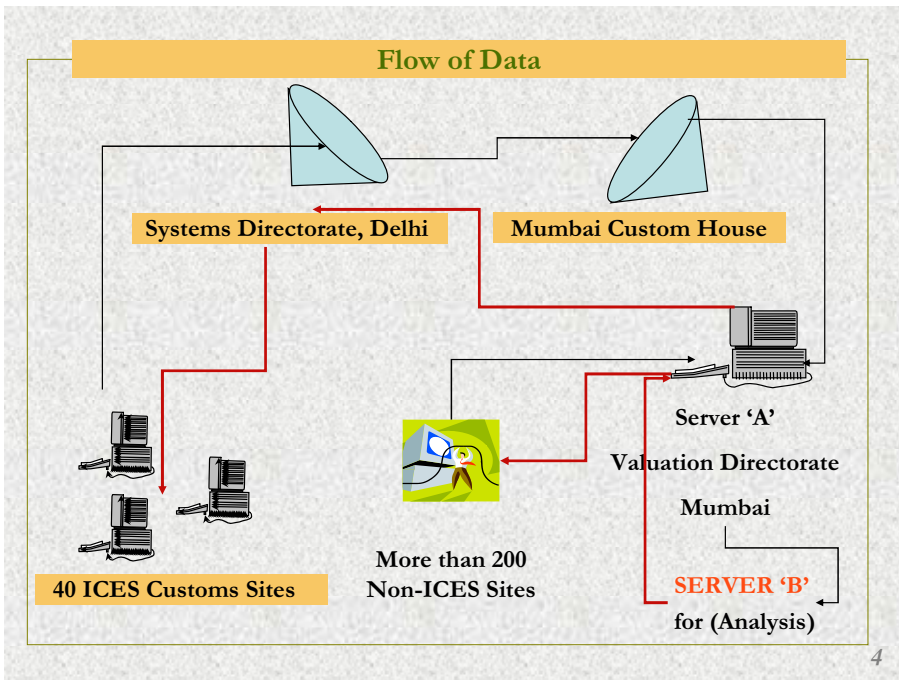 Flow of Data
Systems Directorate, Delhi
Mumbai Custom House
Server ‘A’
Valuation Directorate
Mumbai
More than 200
Non-ICES Sites
40 ICES Customs Sites
SERVER ‘B’
for (Analysis)
4